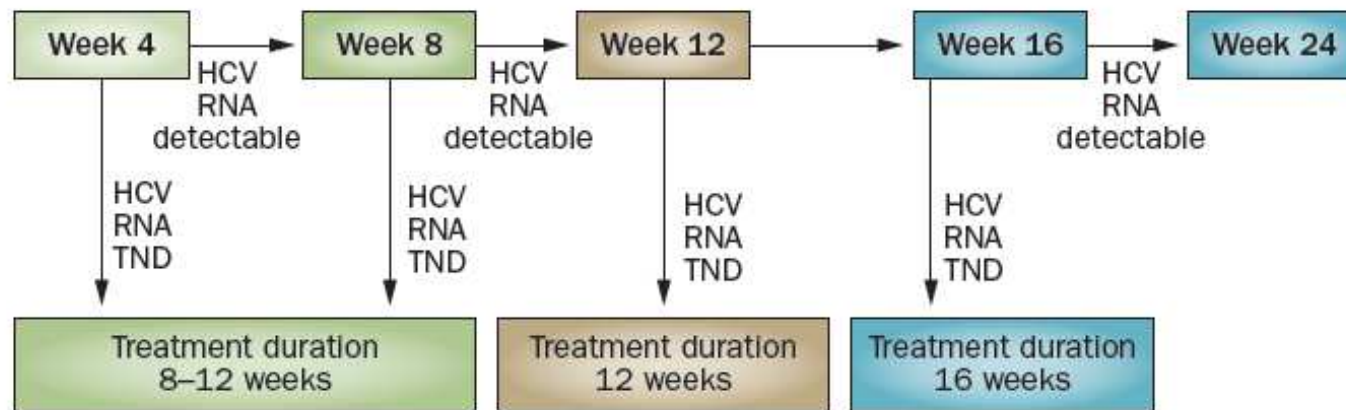 Week 4
Week 8
Week 12
Week 16
Week 24
HCV
RNA
detectable
HCV
RNA
detectable
HCV
RNA
detectable
HCV
RNA
TND
HCV
RNA
TND
HCV
RNA
TND
HCV
RNA
TND
Treatment duration
8–12 weeks
Treatment duration
12 weeks
Treatment duration
16 weeks